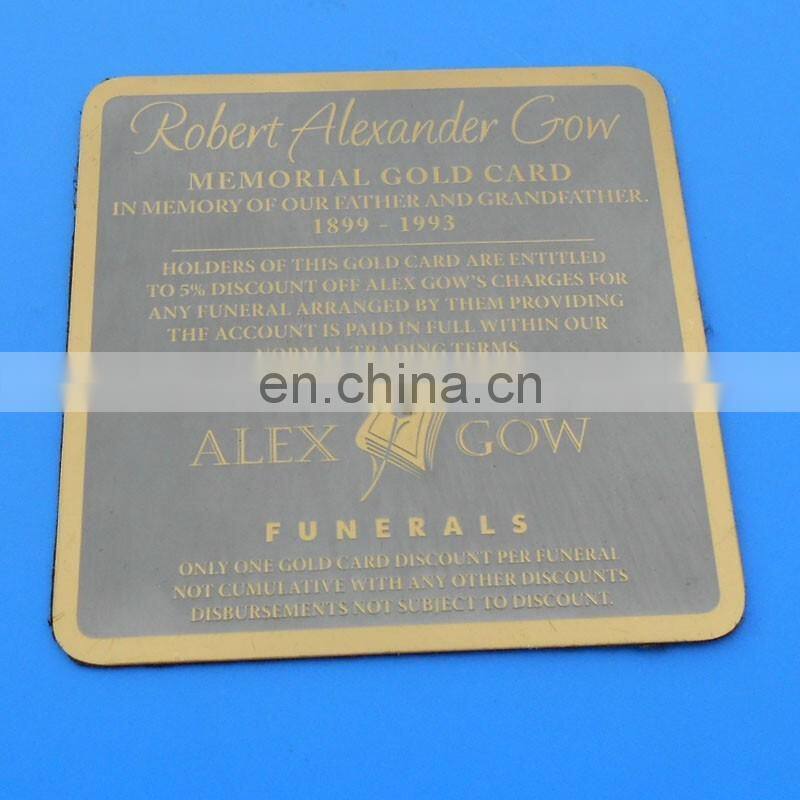 Robert Alexander Gow
MEMORIAL GOLD CARD
IN MEMORY OF OUR FATHER AND GRANDFATHER.
1899 - 1993
HOLDERS OF THIS GOLD CARD ARE ENTITLED
TO 5% DISCOUNT OFF ALEX GOW'S CHARGES FOR
ANY FUNERAL ARRANGED BY THEM PROVIDING
THE ACCOUNT IS PAID IN FULL WITHIN OUR
NORMAL TRADING TERMS
en.china.cn
ALEX GOW
FUNERALS
ONLY ONE GOLD CARD DISCOUNT PER FUNERAL
NOT CUMULATIVE WITH ANY OTHER DISCOUNTS
DISBURSEMENTS NOT SUBJECT TO DISCOUNT.